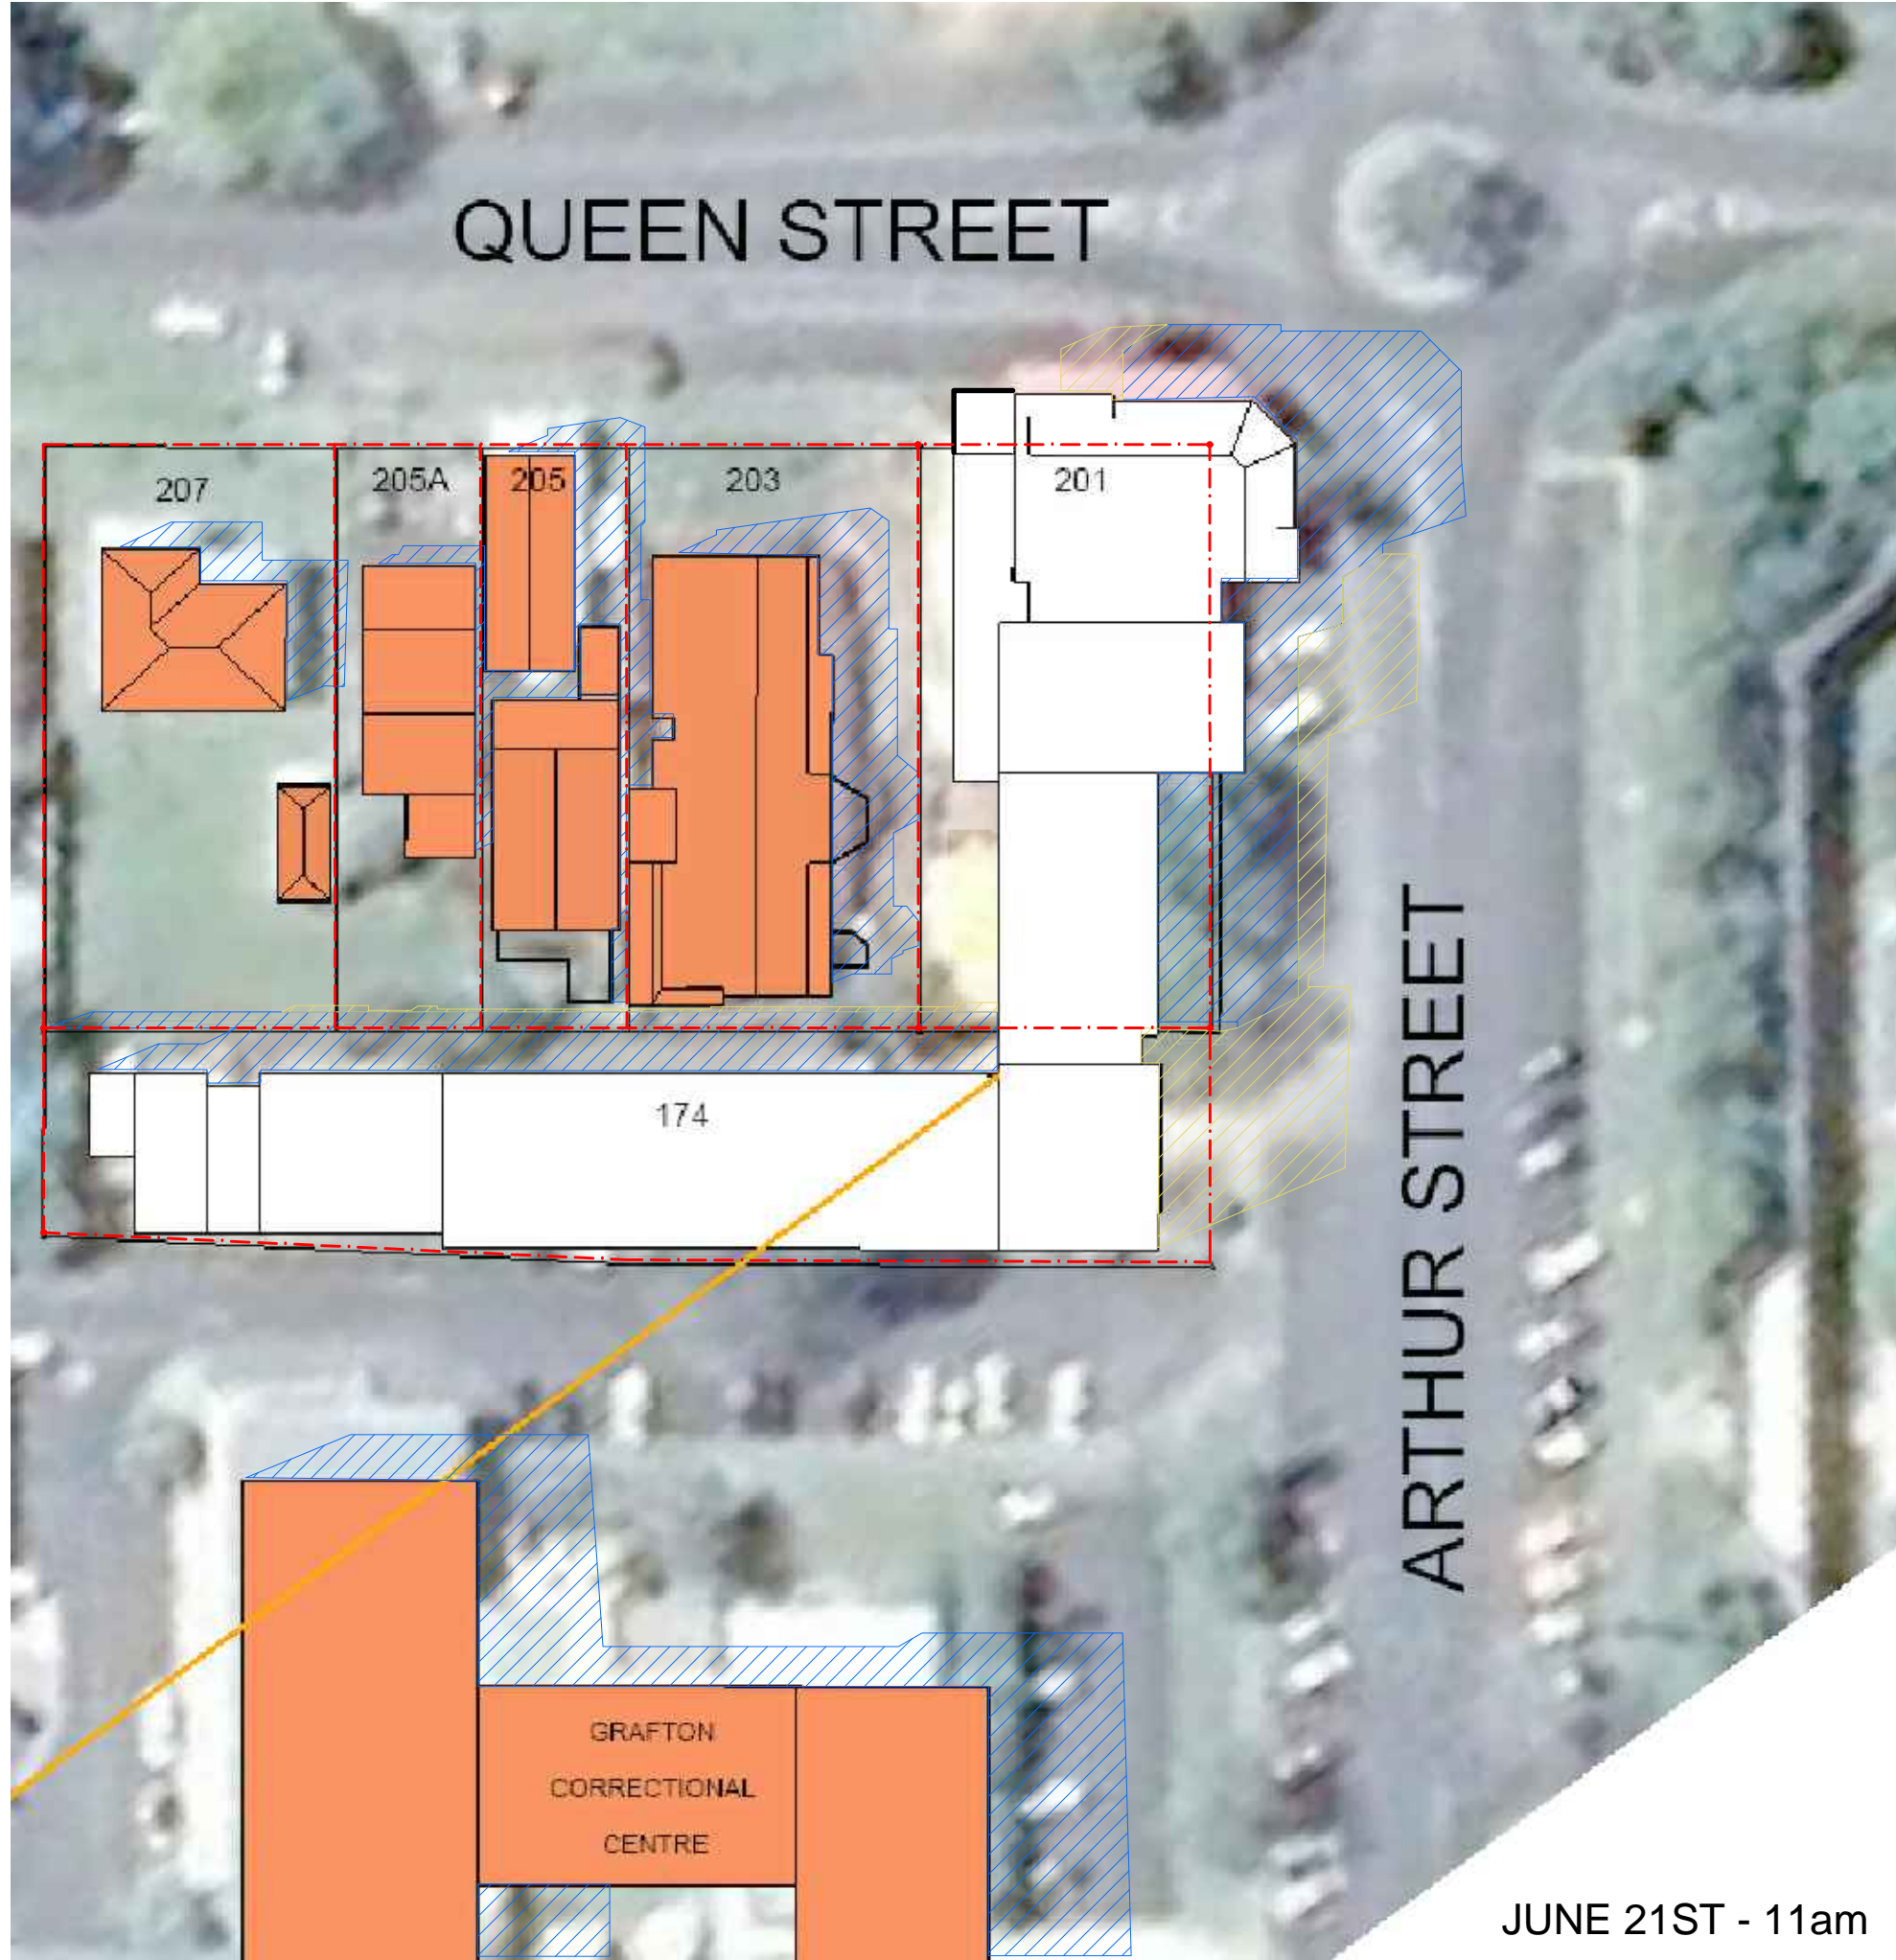 QUEEN STREET
207
205A
205
203
201
174
ARTHUR STREET
GRAFTON
CORRECTIONAL
CENTRE
JUNE 21ST - 11am